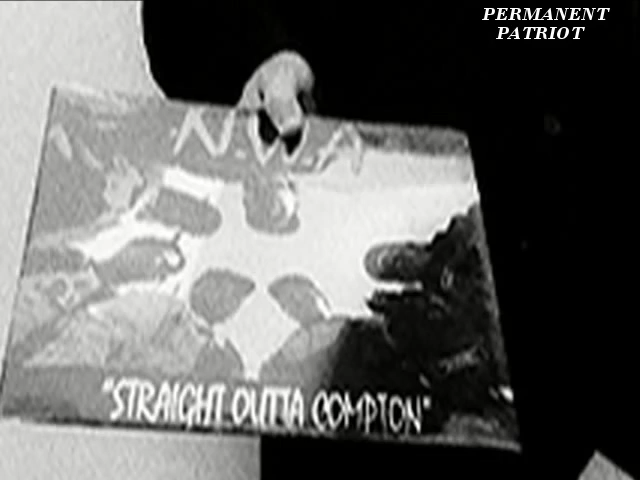 PERMANENT
PATRIOT
N.W.A
"STRAIGHT OUTTA COMPTON"